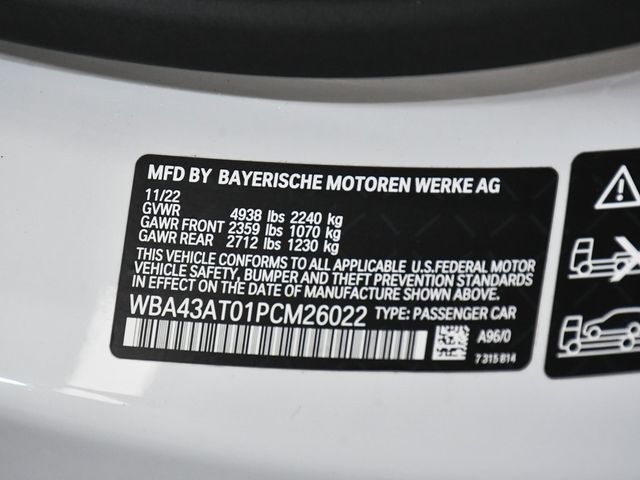 MFD BY BAYERISCHE MOTOREN WERKE AG
11/22
GVWR 4938 lbs 2240 kg
GAWR FRONT 2359 lbs 1070 kg
GAWR REAR 2712 lbs 1230 kg
THIS VEHICLE CONFORMS TO ALL APPLICABLE U.S.FEDERAL MOTOR
VEHICLE SAFETY, BUMPER AND THEFT PREVENTION STANDARDS
IN EFFECT ON THE DATE OF MANUFACTURE SHOWN ABOVE.
WBA43AT01PCM26022 TYPE: PASSENGER CAR
A96/0
7 315 814